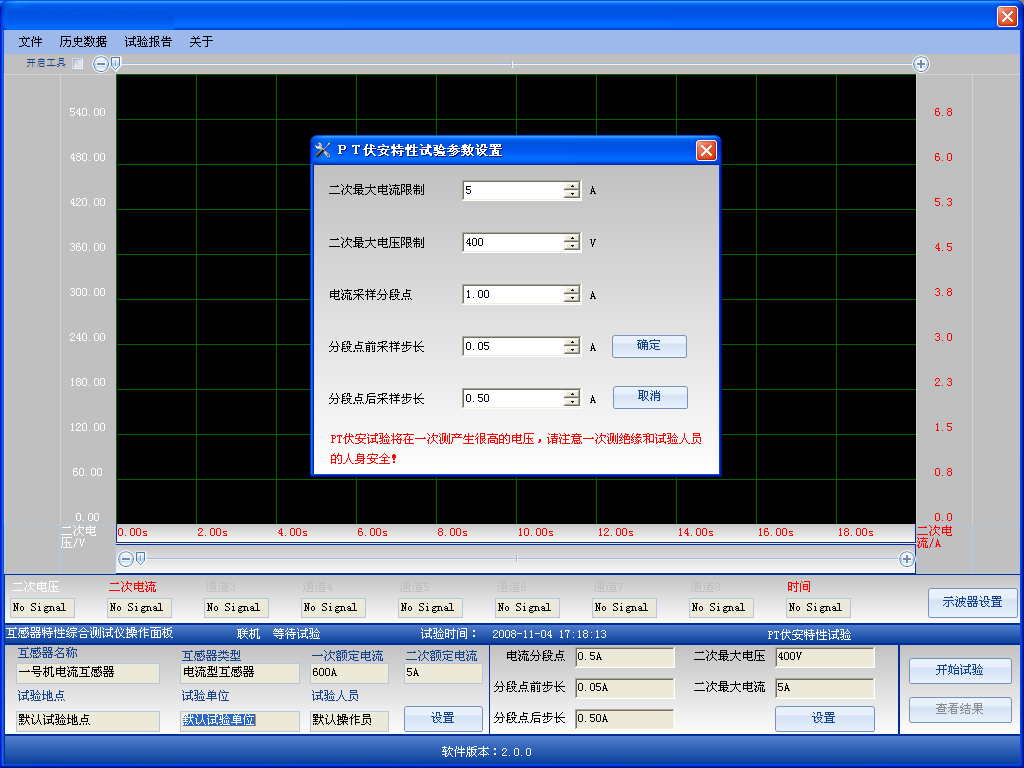 文件 历史数据 试验报告 关于
开启工具
540.00 6.8
480.00 6.0
420.00 5.3
360.00 4.5
300.00 3.8
240.00 3.0
180.00 2.3
120.00 1.5
60.00 0.8
0.00 0.0
ＰＴ伏安特性试验参数设置
二次最大电流限制 5 A
二次最大电压限制 400 V
电流采样分段点 1.00 A
分段点前采样步长 0.05 A 确定
分段点后采样步长 0.50 A 取消
PT伏安试验将在一次测产生很高的电压，请注意一次测绝缘和试验人员
的人身安全！
二次电
压/V
0.00s 2.00s 4.00s 6.00s 8.00s 10.00s 12.00s 14.00s 16.00s 18.00s
二次电
流/A
二次电压 二次电流 通道3 通道4 通道5 通道6 通道7 通道8 时间
No Signal No Signal No Signal No Signal No Signal No Signal No Signal No Signal No Signal
示波器设置
互感器特性综合测试仪操作面板 联机 等待试验 试验时间： 2008-11-04 17:18:13 PT伏安特性试验
互感器名称 互感器类型 一次额定电流 二次额定电流
一号机电流互感器 电流型互感器 600A 5A
试验地点 试验单位 试验人员
默认试验地点 默认试验单位 默认操作员 设置
电流分段点 0.5A 二次最大电压 400V
分段点前步长 0.05A 二次最大电流 5A
分段点后步长 0.50A 设置
开始试验
查看结果
软件版本：2.0.0